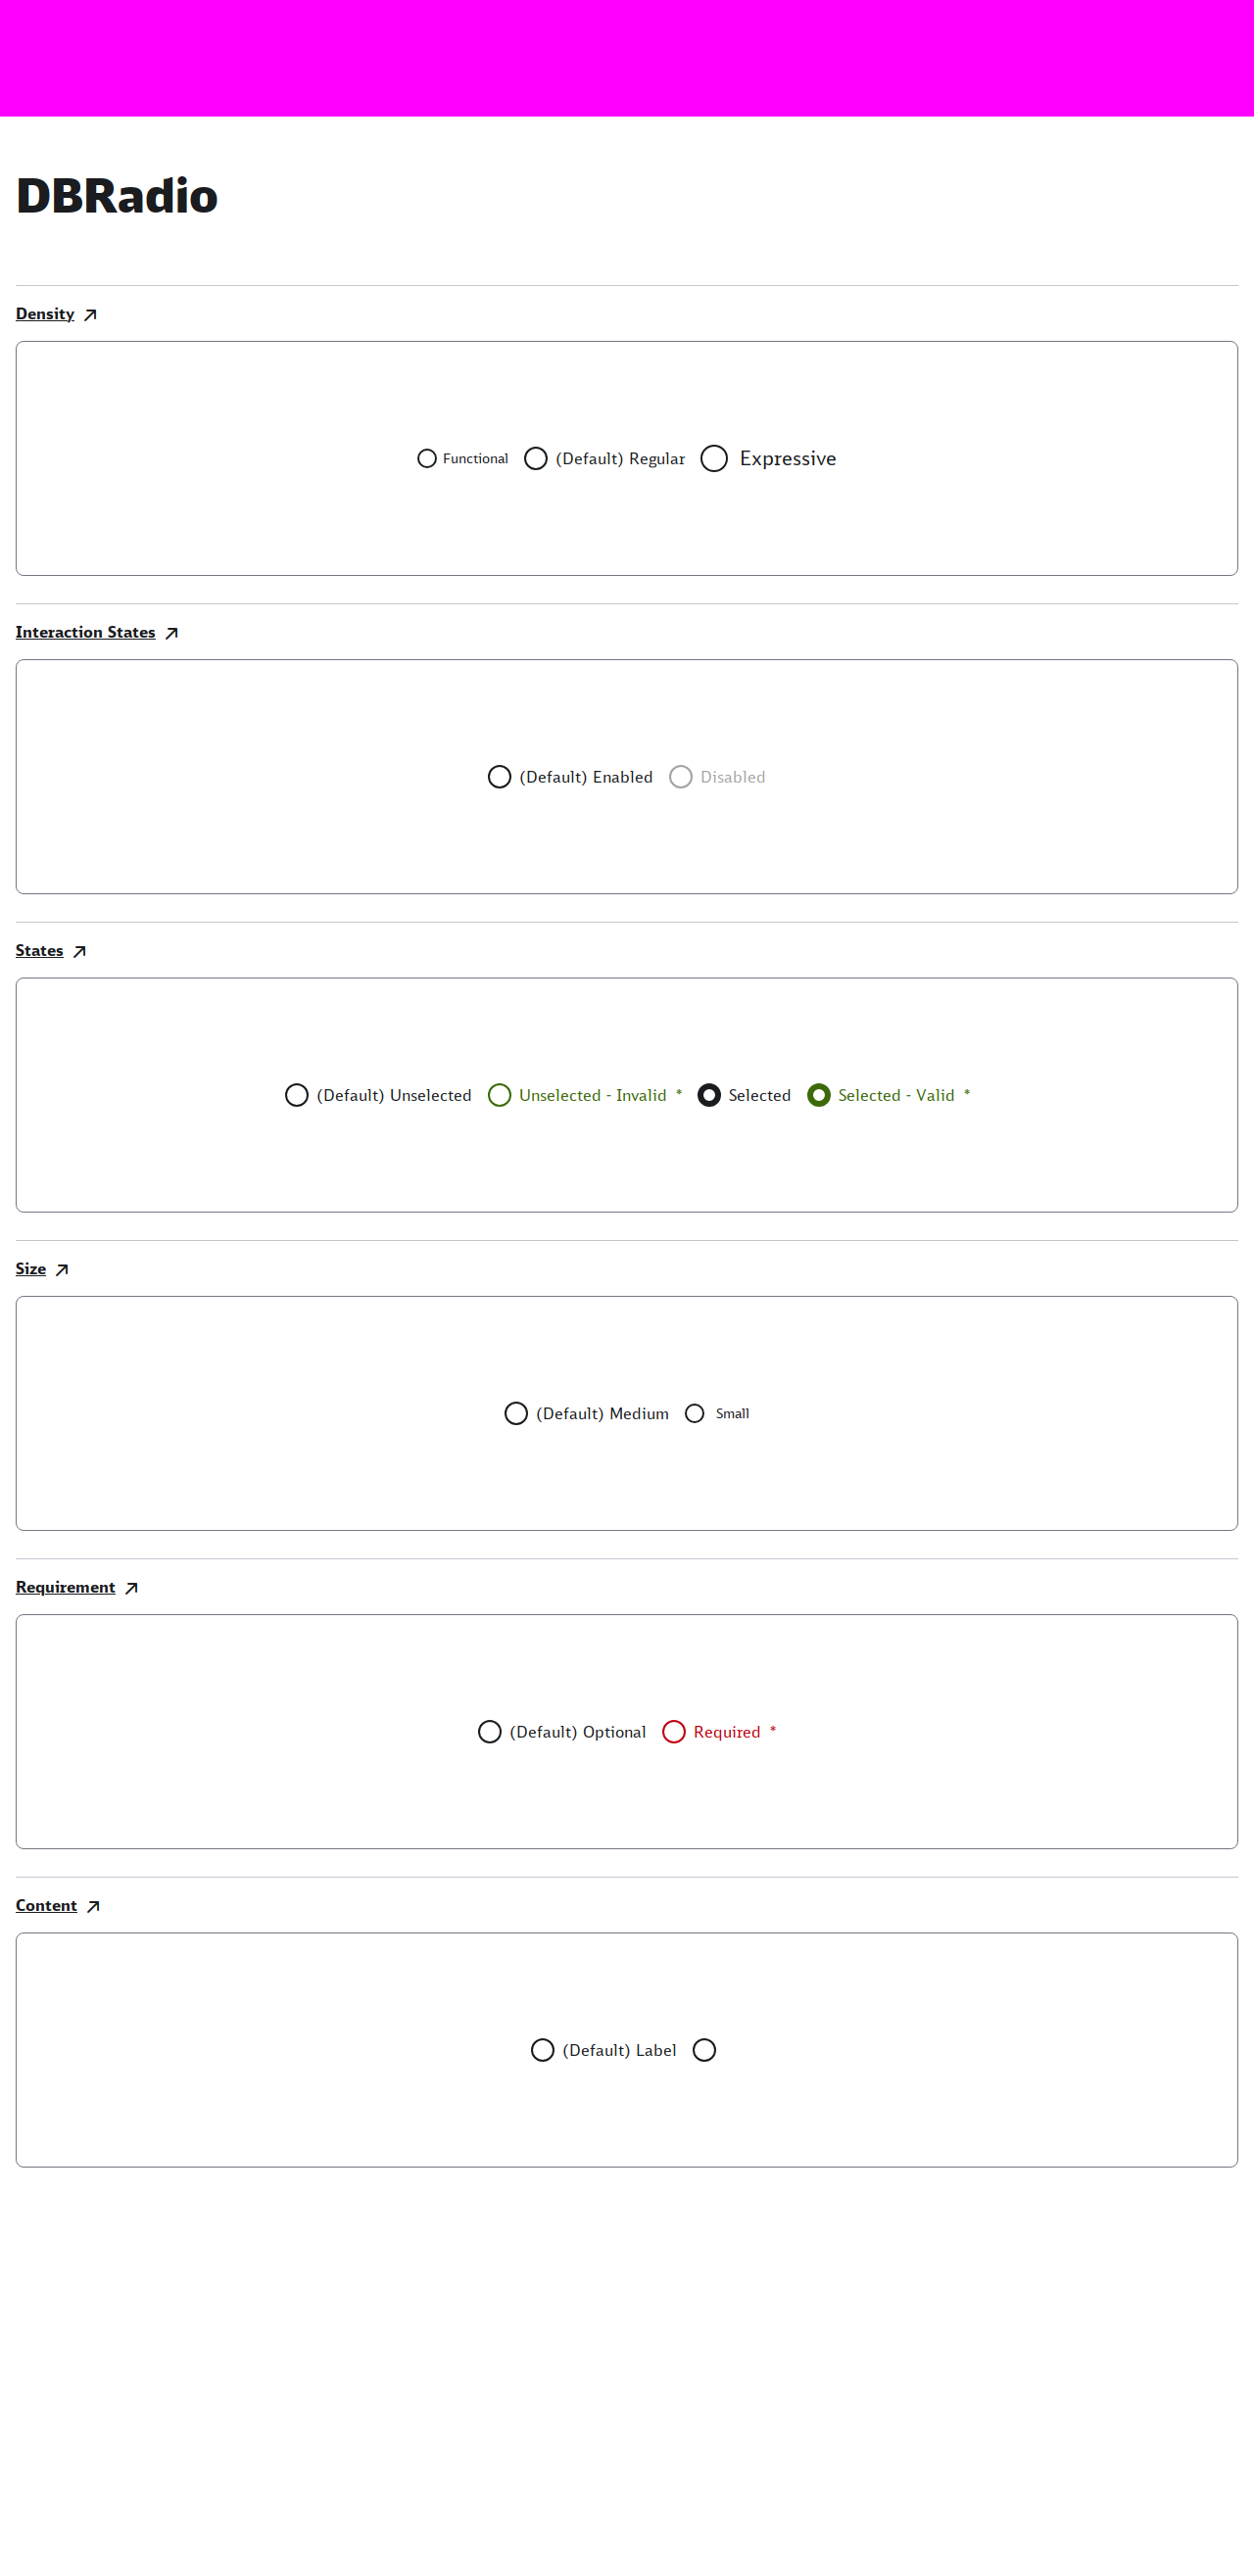 DBRadio
Density
Functional (Default) Regular Expressive
Interaction States
(Default) Enabled Disabled
States
(Default) Unselected Unselected - Invalid * Selected Selected - Valid *
Size
(Default) Medium Small
Requirement
(Default) Optional Required *
Content
(Default) Label